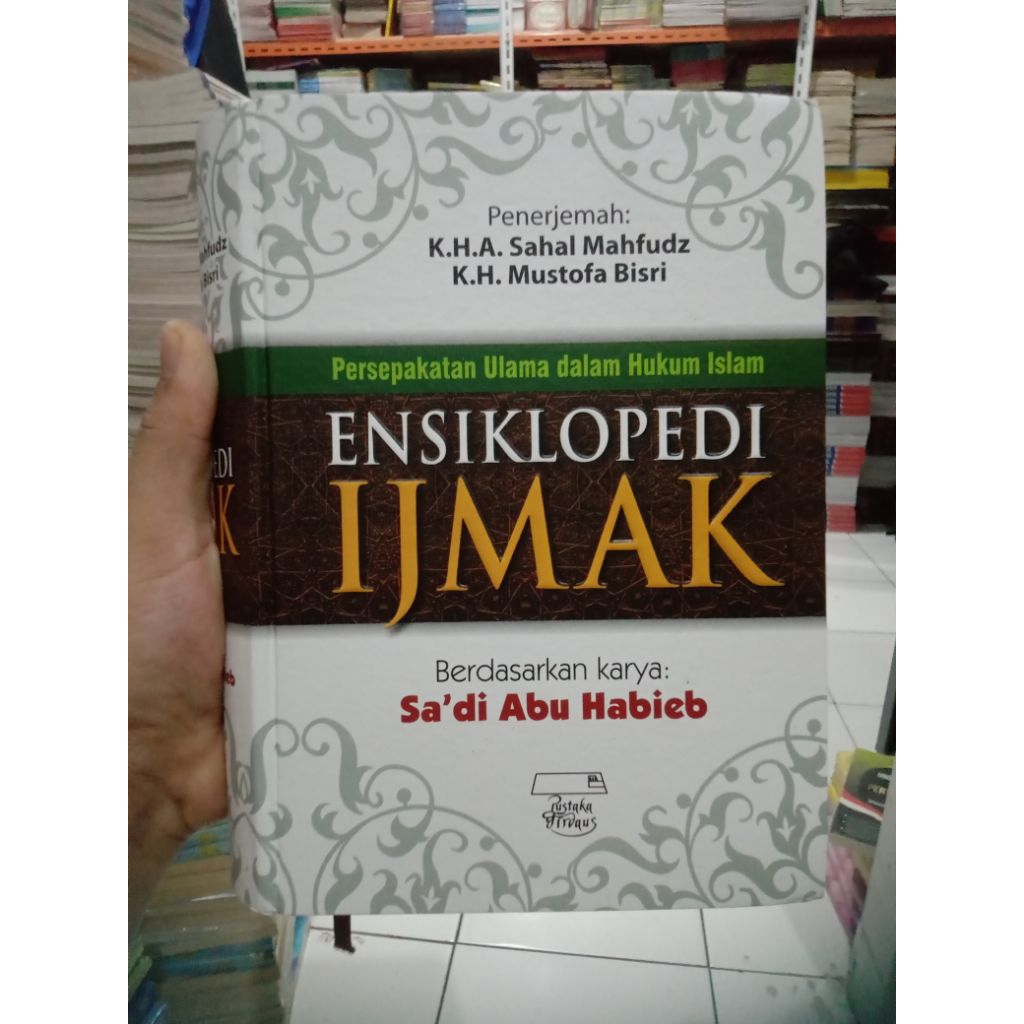 Penerjemah:
K.H.A. Sahal Mahfudz
K.H. Mustofa Bisri
Persepakatan Ulama dalam Hukum Islam
ENSIKLOPEDI
IJMAK
Berdasarkan karya:
Sa'di Abu Habieb
Pustaka
Firdaus